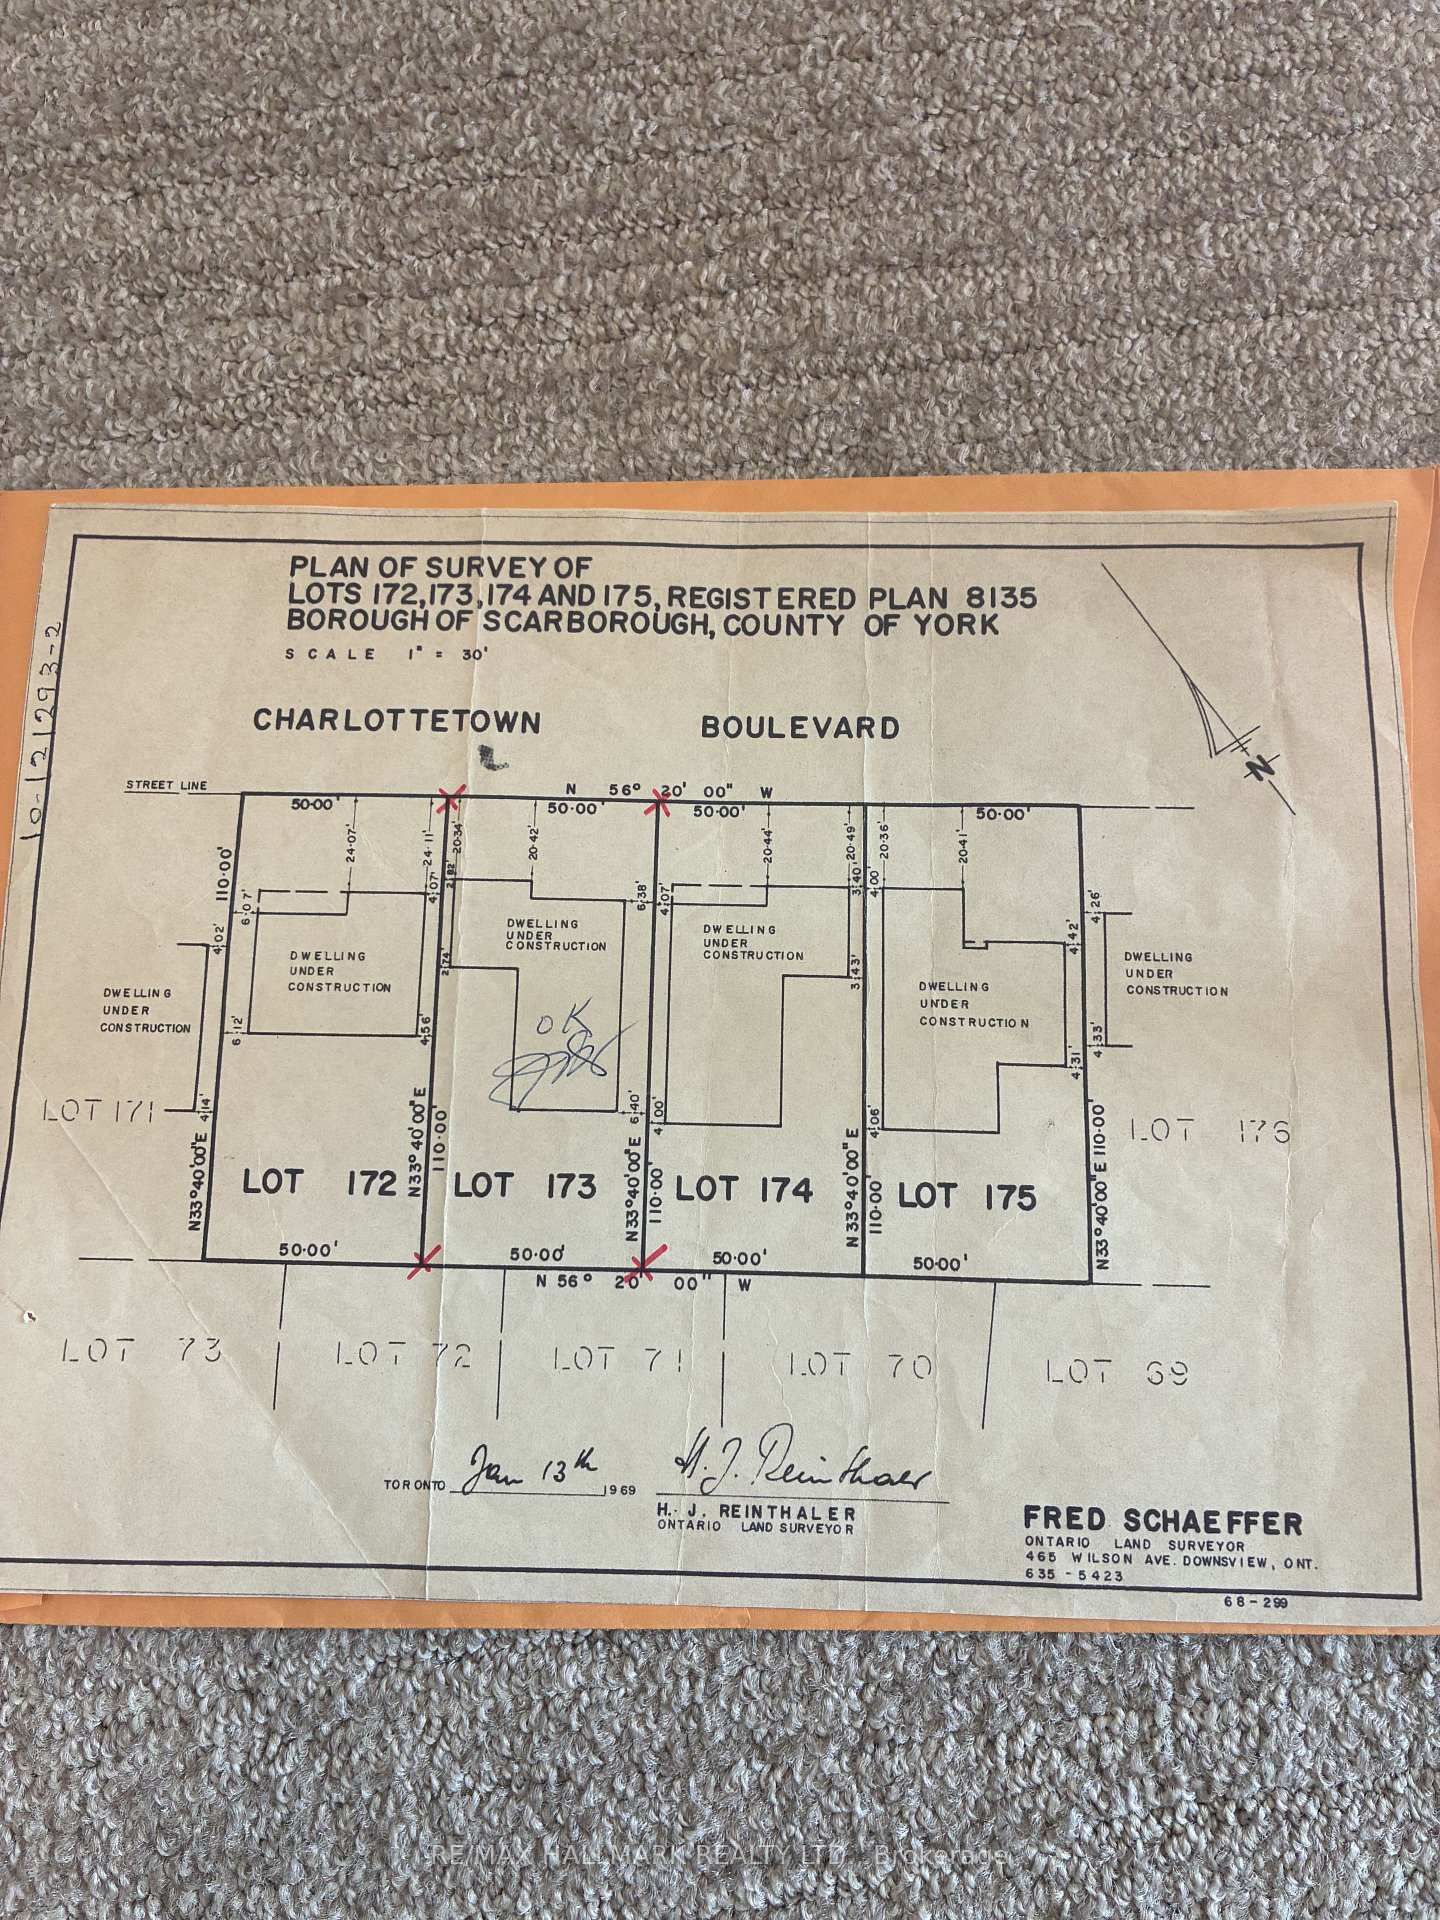 PLAN OF SURVEY OF
LOTS 172, 173, 174 AND 175, REGISTERED PLAN 8135
BOROUGH OF SCARBOROUGH, COUNTY OF YORK
SCALE 1" = 30'
10-121293-2
CHARLOTTETOWN BOULEVARD
N
STREET LINE
N 56° 20' 00" W
50·00' 50·00' 50·00' 50·00'
110·00' 24·07' 24·11' 20·34' 20·42' 20·44' 20·49' 20·36' 20·41'
6·07' 4·07' 2·82' 6·38' 4·07' 3·40' 4·00' 4·26'
4·02' 2·74' 3·43' 4·42'
DWELLING
UNDER
CONSTRUCTION
DWELLING
UNDER
CONSTRUCTION
DWELLING
UNDER
CONSTRUCTION
DWELLING
UNDER
CONSTRUCTION
DWELLING
UNDER
CONSTRUCTION
DWELLING
UNDER
CONSTRUCTION
OK
6·12' 4·56' 4·33'
4·31'
4·14' 6·40' 4·00' 4·06'
LOT 171
LOT 176
N33°40'00"E
N33°40'00"E 110·00'
N33°40'00"E 110·00'
N33°40'00"E 110·00'
N33°40'00"E 110·00'
LOT 172 LOT 173 LOT 174 LOT 175
50·00' 50·00' 50·00' 50·00'
N 56° 20' 00" W
LOT 73 LOT 72 LOT 71 LOT 70 LOT 69
TORONTO Jan 13th 1969
H. J. Reinthaler
H. J. REINTHALER
ONTARIO LAND SURVEYOR
FRED SCHAEFFER
ONTARIO LAND SURVEYOR
465 WILSON AVE. DOWNSVIEW, ONT.
635-5423
68-299
RE/MAX HALLMARK REALTY LTD., Brokerage